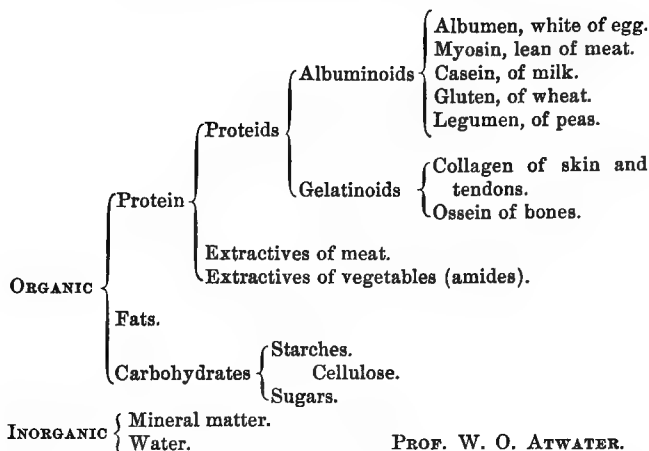 Albumen, white of egg.
Myosin, lean of meat.
Albuminoids
Casein, of milk.
Gluten, of wheat.
Proteids
Legumen, of peas.
Collagen of skin and
Gelatinoids
tendons.
Protein
Ossein of bones.
Extractives of meat.
Extractives of vegetables (amides).
ORGANIC
Fats.
Starches.
Carbohydrates
Cellulose.
Sugars.
INORGANIC
Mineral matter.
Water.
PROF. W. O. ATWATER.